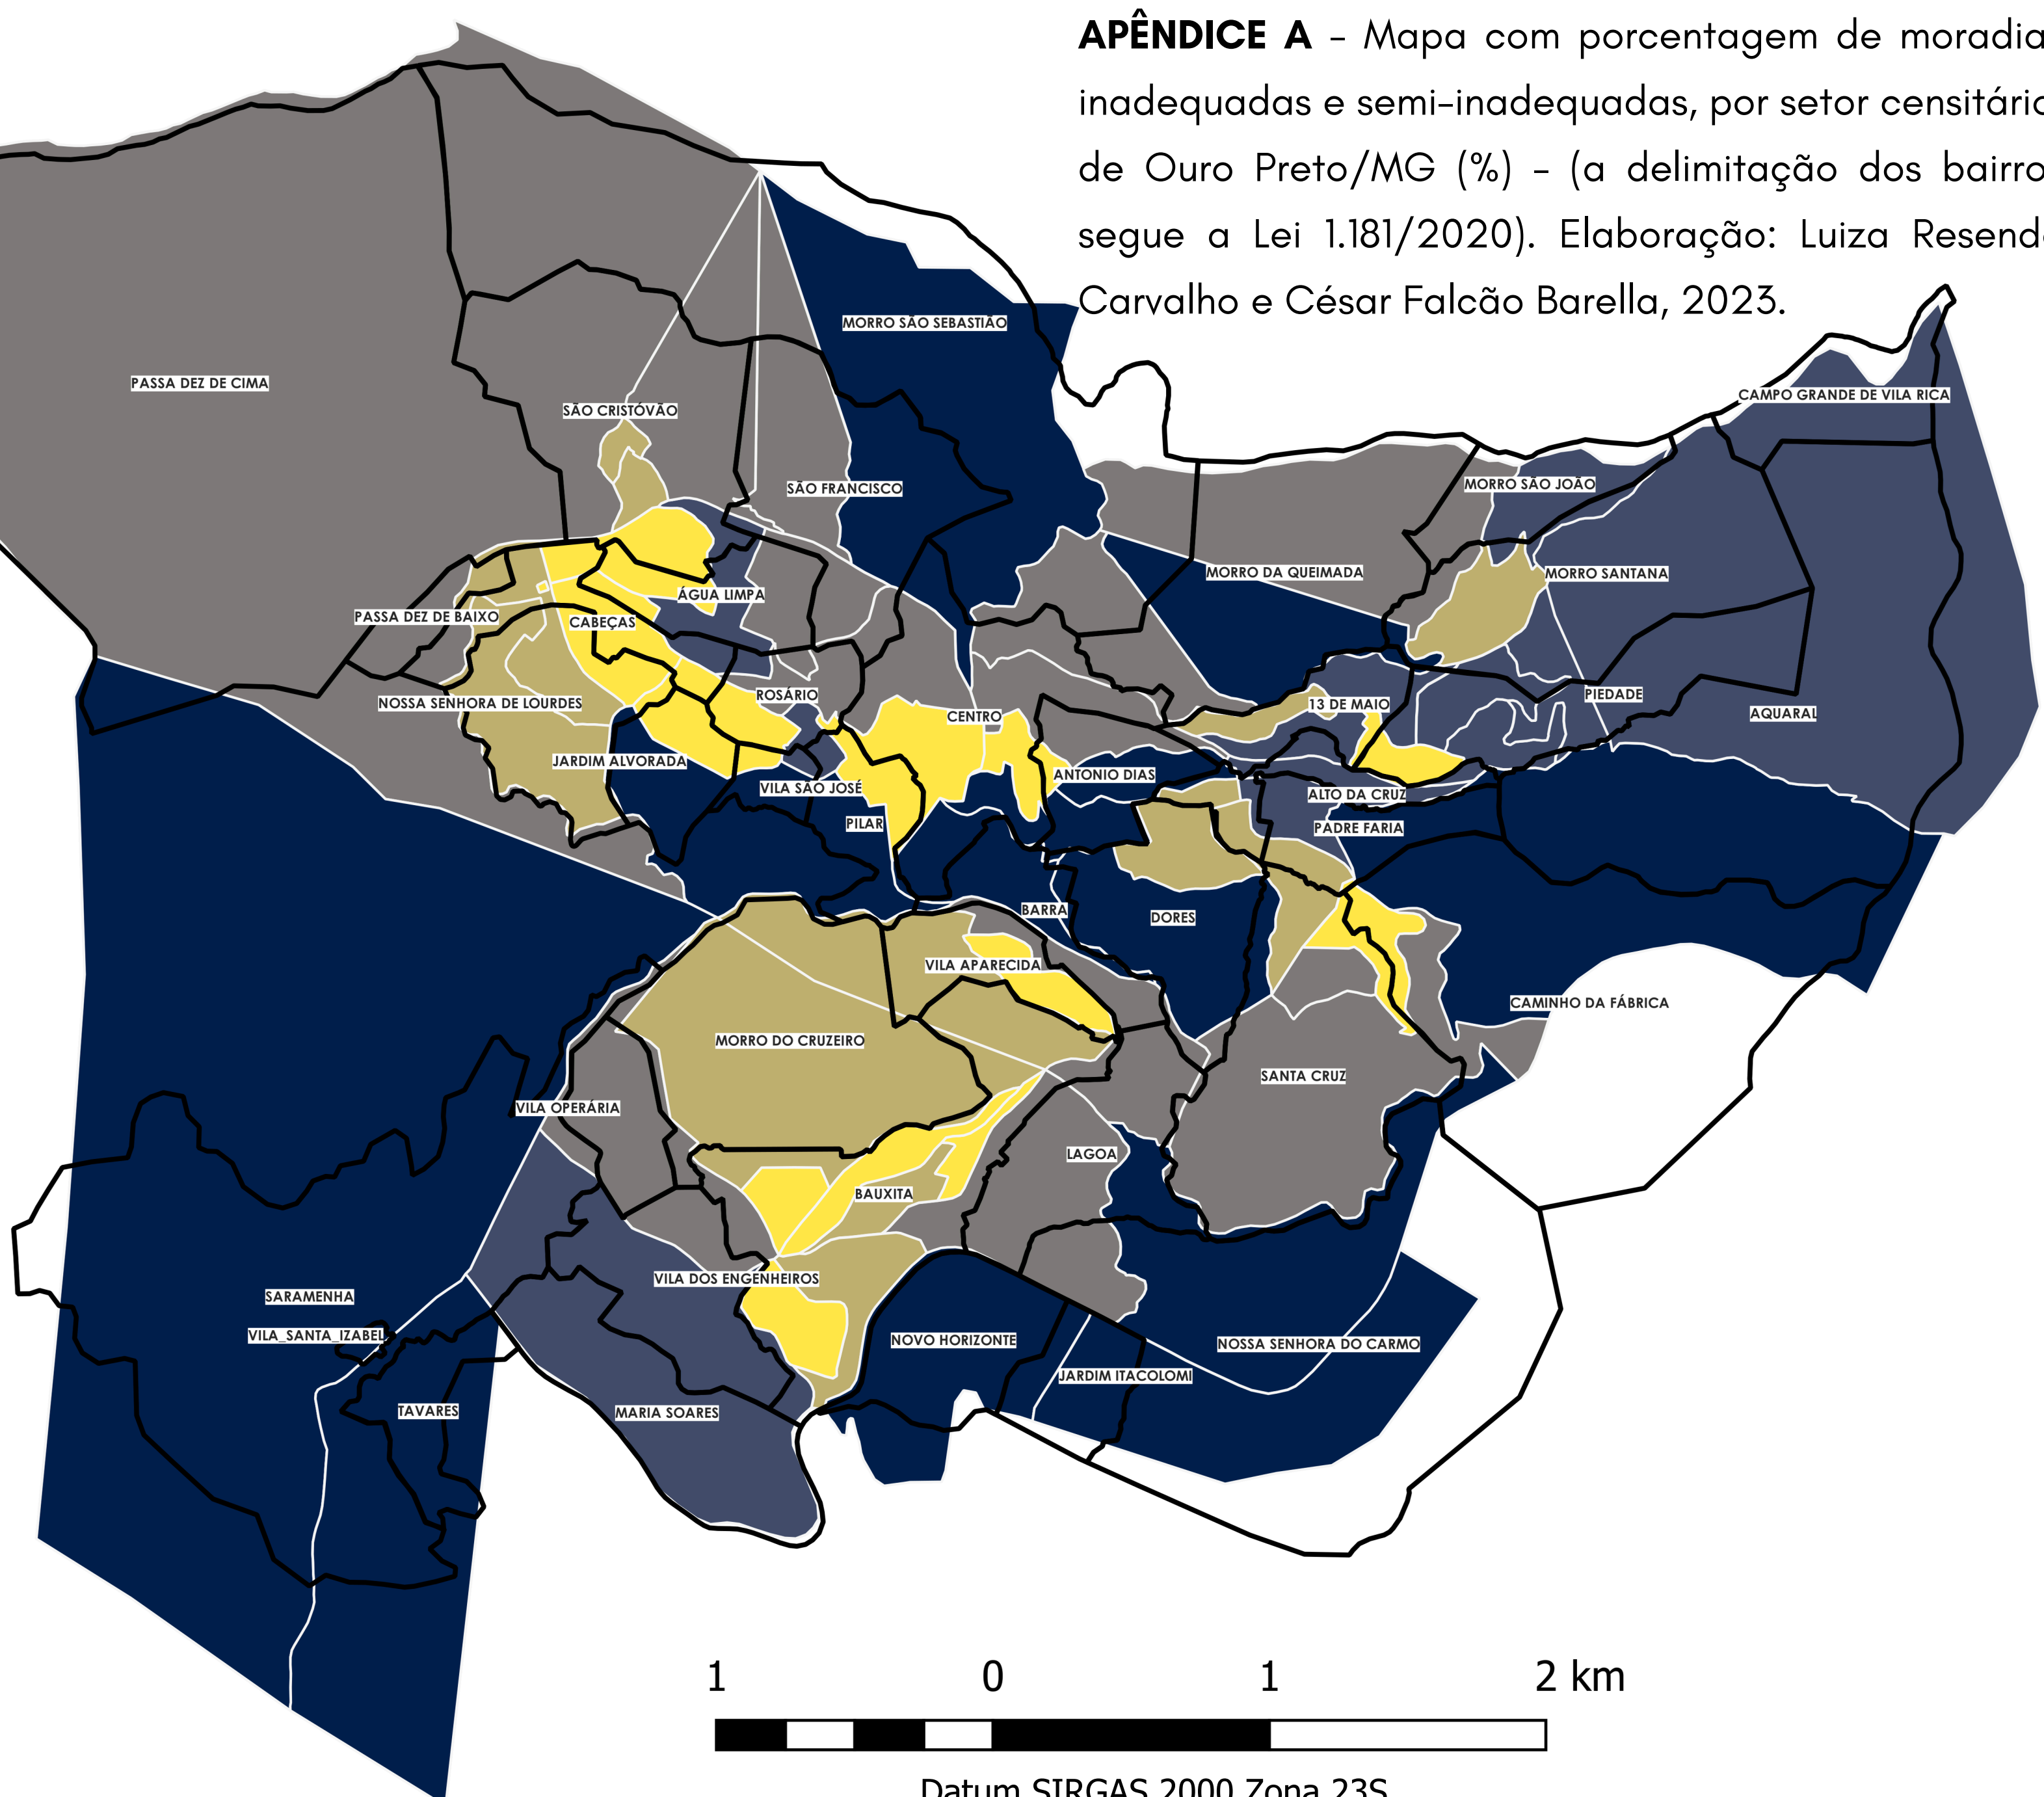 APÊNDICE A - Mapa com porcentagem de moradia
inadequadas e semi-inadequadas, por setor censitári
de Ouro Preto/MG (%) - (a delimitação dos bairro
segue a Lei 1.181/2020). Elaboração: Luiza Resend
Carvalho e César Falcão Barella, 2023.
MORRO SÃO SEBASTIÃO
PASSA DEZ DE CIMA
CAMPO GRANDE DE VILA RICA
SÃO CRISTÓVÃO
MORRO SÃO JOÃO
SÃO FRANCISCO
MORRO DA QUEIMADA
MORRO SANTANA
ÁGUA LIMPA
PASSA DEZ DE BAIXO
CABEÇAS
ROSÁRIO
PIEDADE
NOSSA SENHORA DE LOURDES
13 DE MAIO
CENTRO
AQUARAL
JARDIM ALVORADA
ANTONIO DIAS
VILA SÃO JOSÉ
ALTO DA CRUZ
PILAR
PADRE FARIA
BARRA
DORES
VILA APARECIDA
CAMINHO DA FÁBRICA
MORRO DO CRUZEIRO
SANTA CRUZ
VILA OPERÁRIA
LAGOA
BAUXITA
VILA DOS ENGENHEIROS
SARAMENHA
VILA_SANTA_IZABEL
NOVO HORIZONTE
NOSSA SENHORA DO CARMO
JARDIM ITACOLOMI
TAVARES
MARIA SOARES
1 0 1 2 km
Datum SIRGAS 2000 Zona 23S